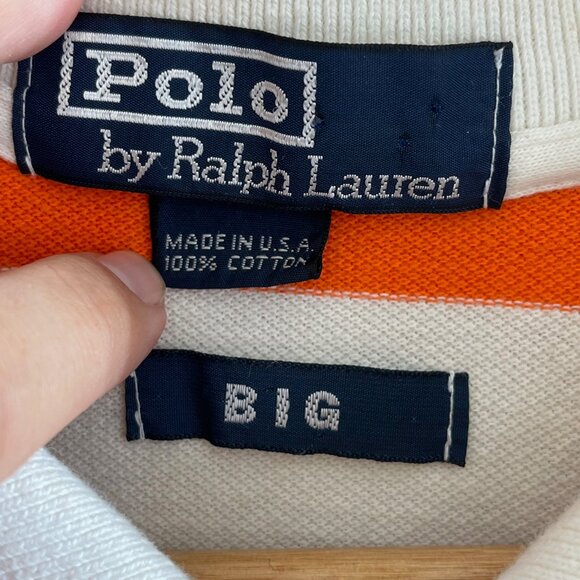 Polo
by Ralph Lauren
MADE IN U.S.A.
100% COTTON
BIG